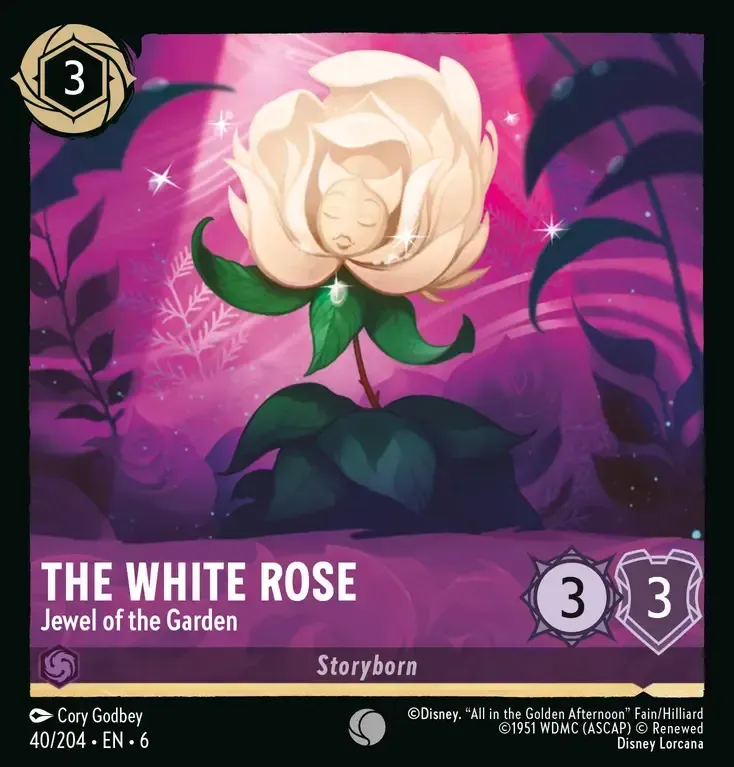 3
THE WHITE ROSE
Jewel of the Garden
3 3
Storyborn
Cory Godbey
40/204 • EN • 6
©Disney. “All in the Golden Afternoon” Fain/Hilliard
©1951 WDMC (ASCAP) © Renewed
Disney Lorcana